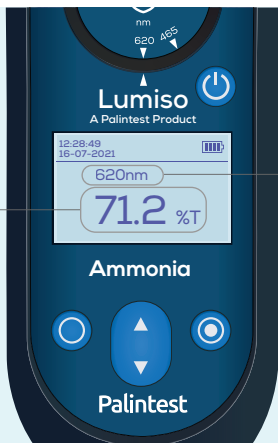 nm
620 465
Lumiso
A Palintest Product
12:28:49
16-07-2021
620nm
71.2 %T
Ammonia
Palintest